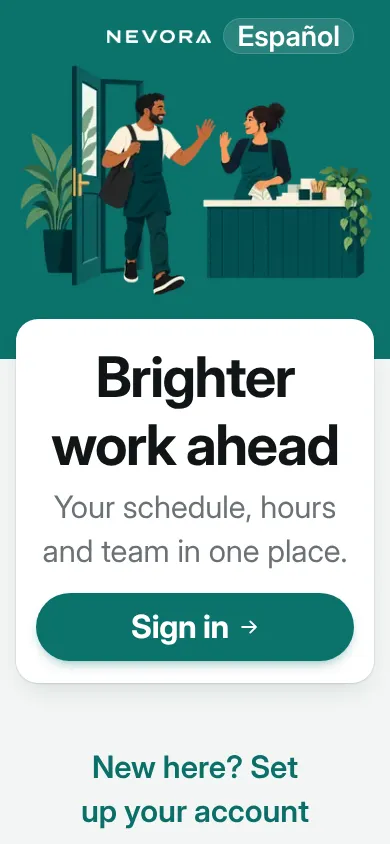 NEVORA
Español
Brighter
work ahead
Your schedule, hours
and team in one place.
Sign in →
New here? Set
up your account